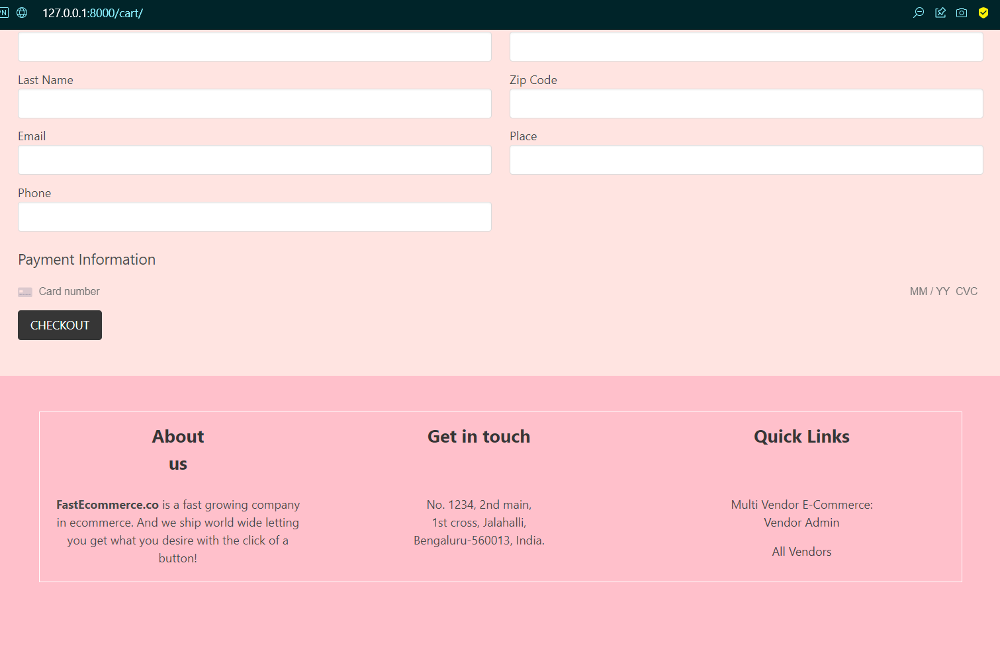 PN
127.0.0.1:8000/cart/
Last Name
Zip Code
Email
Place
Phone
Payment Information
Card number
MM / YY CVC
CHECKOUT
About
us
FastEcommerce.co is a fast growing company
in ecommerce. And we ship world wide letting
you get what you desire with the click of a
button!
Get in touch
No. 1234, 2nd main,
1st cross, Jalahalli,
Bengaluru-560013, India.
Quick Links
Multi Vendor E-Commerce:
Vendor Admin
All Vendors